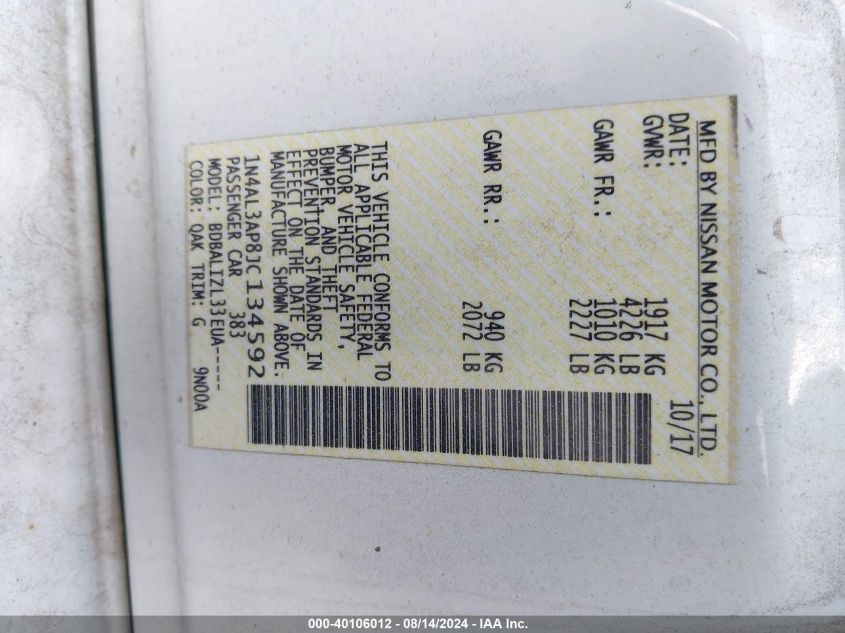 MFD BY NISSAN MOTOR CO., LTD.
DATE: 10/17
GVWR: 1917 KG
4226 LB
GAWR FR.: 1010 KG
2227 LB
GAWR RR.: 940 KG
2072 LB
THIS VEHICLE CONFORMS TO
ALL APPLICABLE FEDERAL
MOTOR VEHICLE SAFETY,
BUMPER, AND THEFT
PREVENTION STANDARDS IN
EFFECT ON THE DATE OF
MANUFACTURE SHOWN ABOVE.
1N4AL3AP8JC134592
PASSENGER CAR 383
MODEL: BDBALIZL33EUA-----
COLOR: QAK TRIM: G 9N00A
000-40106012 - 08/14/2024 - IAA Inc.